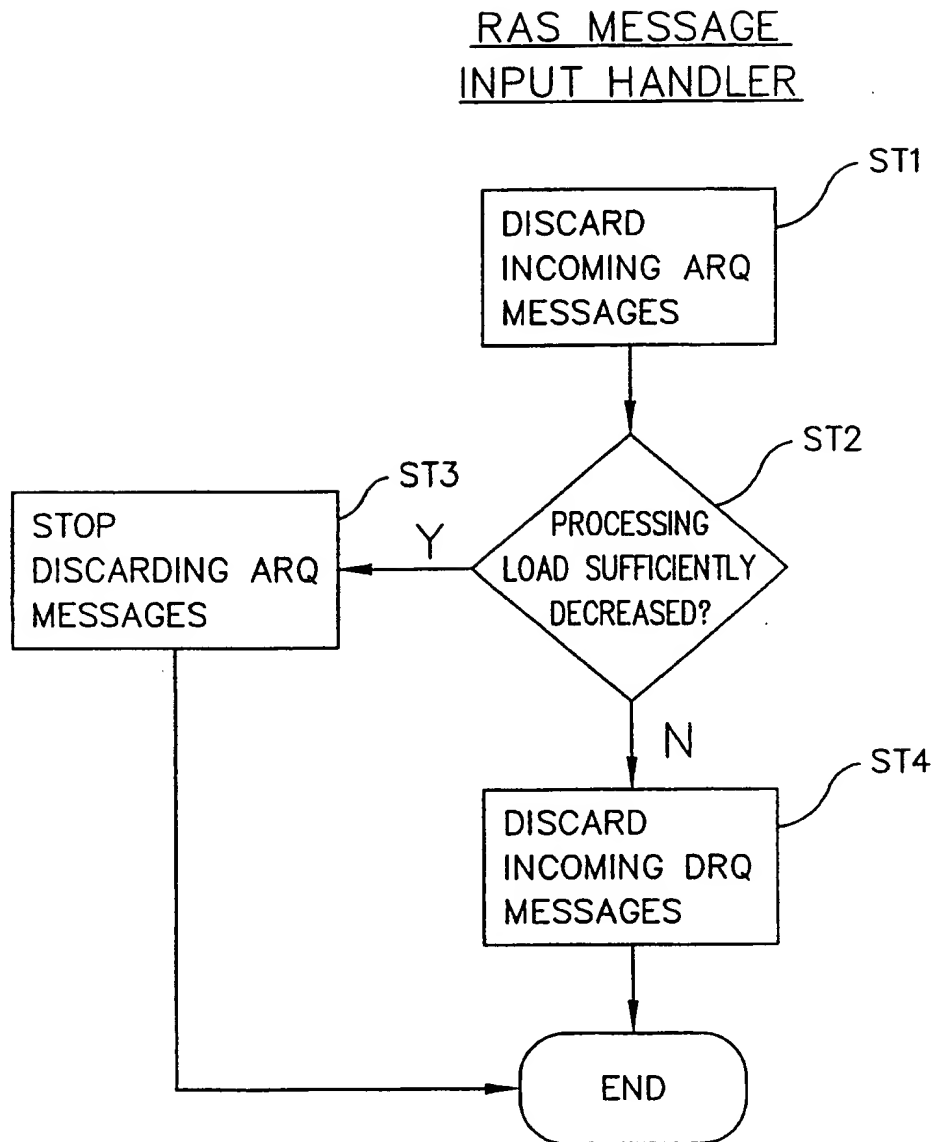 RAS MESSAGE
INPUT HANDLER
ST1
DISCARD
INCOMING ARQ
MESSAGES
ST2
PROCESSING
LOAD SUFFICIENTLY
DECREASED?
Y
ST3
STOP
DISCARDING ARQ
MESSAGES
N
ST4
DISCARD
INCOMING DRQ
MESSAGES
END